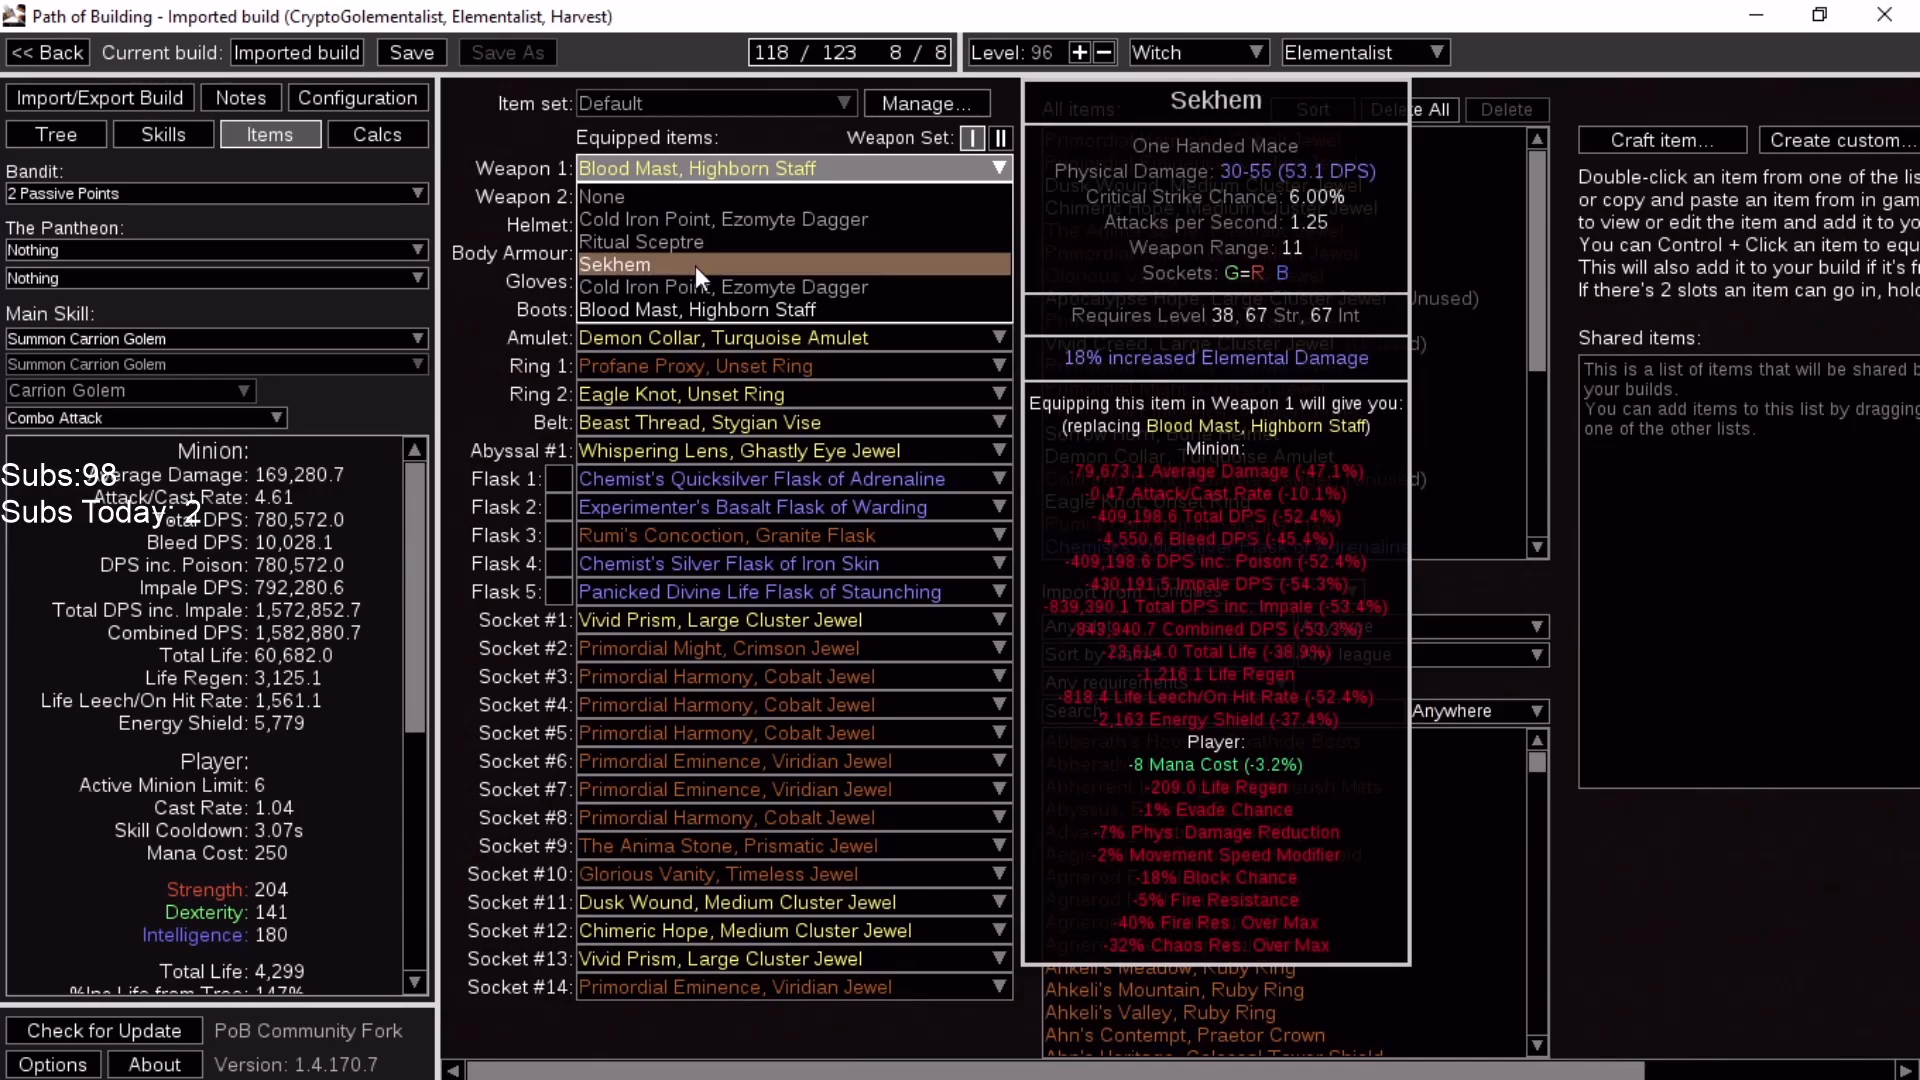 Path of Building - Imported build (CryptoGolementalist, Elementalist, Harvest)
<< Back Current build: Imported build Save Save As 118 / 123 8 / 8 Level: 96 + − Witch Elementalist
Import/Export Build Notes Configuration
Tree Skills Items Calcs
Bandit:
2 Passive Points
The Pantheon:
Nothing
Nothing
Main Skill:
Summon Carrion Golem
Summon Carrion Golem
Carrion Golem
Combo Attack
Minion:
Average Damage: 169,280.7
Attack/Cast Rate: 4.61
Total DPS: 780,572.0
Bleed DPS: 10,028.1
DPS inc. Poison: 780,572.0
Impale DPS: 792,280.6
Total DPS inc. Impale: 1,572,852.7
Combined DPS: 1,582,880.7
Total Life: 60,682.0
Life Regen: 3,125.1
Life Leech/On Hit Rate: 1,561.1
Energy Shield: 5,779
Subs:98
Subs Today: 2
Player:
Active Minion Limit: 6
Cast Rate: 1.04
Skill Cooldown: 3.07s
Mana Cost: 250
Strength: 204
Dexterity: 141
Intelligence: 180
Total Life: 4,299
%Inc Life from Tree: 147%
Check for Update PoB Community Fork
Options About Version: 1.4.170.7
Item set: Default Manage...
Equipped items: Weapon Set: I II
Weapon 1: Blood Mast, Highborn Staff
Weapon 2:
Helmet:
Body Armour:
Gloves:
Boots:
None
Cold Iron Point, Ezomyte Dagger
Ritual Sceptre
Sekhem
Cold Iron Point, Ezomyte Dagger
Blood Mast, Highborn Staff
Amulet: Demon Collar, Turquoise Amulet
Ring 1: Profane Proxy, Unset Ring
Ring 2: Eagle Knot, Unset Ring
Belt: Beast Thread, Stygian Vise
Abyssal #1: Whispering Lens, Ghastly Eye Jewel
Flask 1: Chemist's Quicksilver Flask of Adrenaline
Flask 2: Experimenter's Basalt Flask of Warding
Flask 3: Rumi's Concoction, Granite Flask
Flask 4: Chemist's Silver Flask of Iron Skin
Flask 5: Panicked Divine Life Flask of Staunching
Socket #1: Vivid Prism, Large Cluster Jewel
Socket #2: Primordial Might, Crimson Jewel
Socket #3: Primordial Harmony, Cobalt Jewel
Socket #4: Primordial Harmony, Cobalt Jewel
Socket #5: Primordial Harmony, Cobalt Jewel
Socket #6: Primordial Eminence, Viridian Jewel
Socket #7: Primordial Eminence, Viridian Jewel
Socket #8: Primordial Harmony, Cobalt Jewel
Socket #9: The Anima Stone, Prismatic Jewel
Socket #10: Glorious Vanity, Timeless Jewel
Socket #11: Dusk Wound, Medium Cluster Jewel
Socket #12: Chimeric Hope, Medium Cluster Jewel
Socket #13: Vivid Prism, Large Cluster Jewel
Socket #14: Primordial Eminence, Viridian Jewel
All items: Sort Delete All Delete
Sekhem
One Handed Mace
Physical Damage: 30-55 (53.1 DPS)
Critical Strike Chance: 6.00%
Attacks per Second: 1.25
Weapon Range: 11
Sockets: G=R B
Requires Level 38, 67 Str, 67 Int
18% increased Elemental Damage
Equipping this item in Weapon 1 will give you:
(replacing Blood Mast, Highborn Staff)
Minion:
-79,673.1 Average Damage (-47.1%)
-0.47 Attack/Cast Rate (-10.1%)
-409,198.6 Total DPS (-52.4%)
-4,550.6 Bleed DPS (-45.4%)
-409,198.6 DPS inc. Poison (-52.4%)
-430,191.5 Impale DPS (-54.3%)
-839,390.1 Total DPS inc. Impale (-53.4%)
-843,940.7 Combined DPS (-53.3%)
-23,614.0 Total Life (-38.9%)
-1,216.1 Life Regen
-818.4 Life Leech/On Hit Rate (-52.4%)
-2,163 Energy Shield (-37.4%)
Player:
-8 Mana Cost (-3.2%)
-209.0 Life Regen
-1% Evade Chance
-7% Phys. Damage Reduction
-2% Movement Speed Modifier
-18% Block Chance
-5% Fire Resistance
-40% Fire Res. Over Max
-32% Chaos Res. Over Max
Anywhere
Ahkeli's Meadow, Ruby Ring
Ahkeli's Mountain, Ruby Ring
Ahkeli's Valley, Ruby Ring
Ahn's Contempt, Praetor Crown
Ahn's Heritage, Colossal Tower Shield
Craft item... Create custom...
Double-click an item from one of the lis
or copy and paste an item from in gam
to view or edit the item and add it to yo
You can Control + Click an item to equ
This will also add it to your build if it's fr
If there's 2 slots an item can go in, hold
Shared items:
This is a list of items that will be shared b
your builds.
You can add items to this list by dragging
one of the other lists.